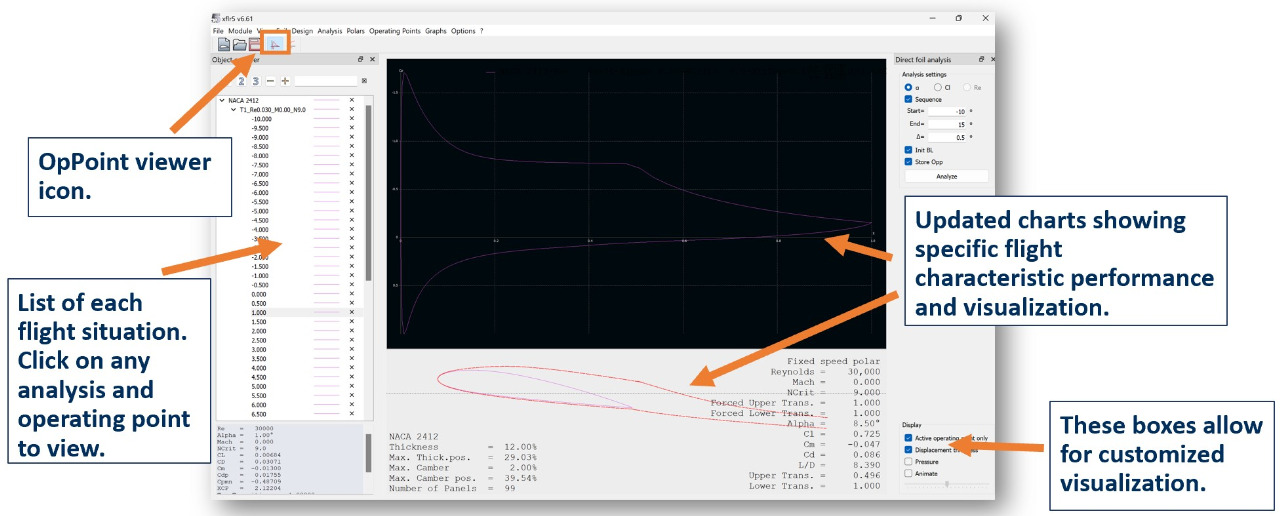 xflr5 v6.61
File Module Design Analysis Polars Operating Points Graphs Options ?
Direct foil analysis
Analysis settings
α Cl Re
Sequence
Start= -10 °
End= 15 °
Δ= 0.5 °
Init BL
Store Opp
Analyze
2 3 − +
NACA 2412
T1_Re0.030_M0.00_N9.0
-10.000
-9.500
-9.000
-8.500
-8.000
-7.500
-7.000
-6.500
-6.000
-5.500
-5.000
-4.500
-4.000
-2.000
-1.500
-1.000
-0.500
0.000
0.500
1.000
1.500
2.000
2.500
3.000
3.500
4.000
4.500
5.000
5.500
6.000
6.500
Re = 30000
Alpha = 1.00°
Mach = 0.000
NCrit = 9.0
CL = 0.00684
CD = 0.03071
Cm = -0.01300
Cdp = 0.01755
Cpmn = -0.48709
XCP = 2.12204
OpPoint viewer
icon.
List of each
flight situation.
Click on any
analysis and
operating point
to view.
Updated charts showing
specific flight
characteristic performance
and visualization.
NACA 2412
Thickness = 12.00%
Max. Thick.pos. = 29.03%
Max. Camber = 2.00%
Max. Camber pos. = 39.54%
Number of Panels = 99
Fixed speed polar
Reynolds = 30,000
Mach = 0.000
NCrit = 9.000
Forced Upper Trans. = 1.000
Forced Lower Trans. = 1.000
Alpha = 8.50°
Cl = 0.725
Cm = -0.047
Cd = 0.086
L/D = 8.390
Upper Trans. = 0.496
Lower Trans. = 1.000
Display
Active operating only
Displacement
Pressure
Animate
These boxes allow
for customized
visualization.